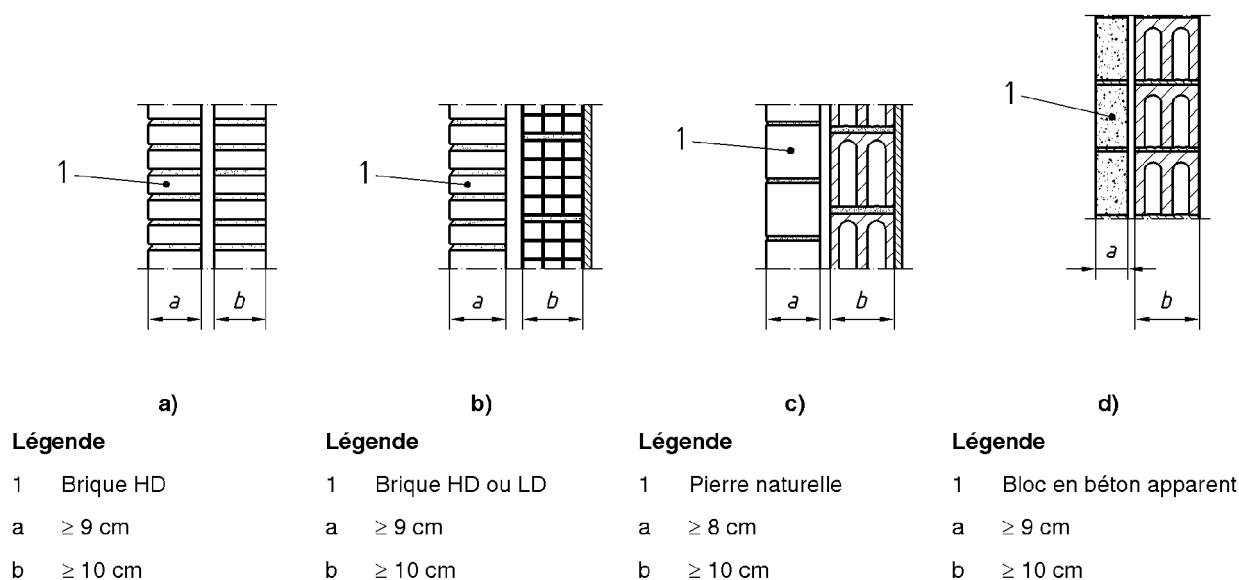 1
1
1
1
a
b
a
b
a
b
a
b
a)
b)
c)
d)
Légende
1 Brique HD
a ≥ 9 cm
b ≥ 10 cm
Légende
1 Brique HD ou LD
a ≥ 9 cm
b ≥ 10 cm
Légende
1 Pierre naturelle
a ≥ 8 cm
b ≥ 10 cm
Légende
1 Bloc en béton apparent
a ≥ 9 cm
b ≥ 10 cm